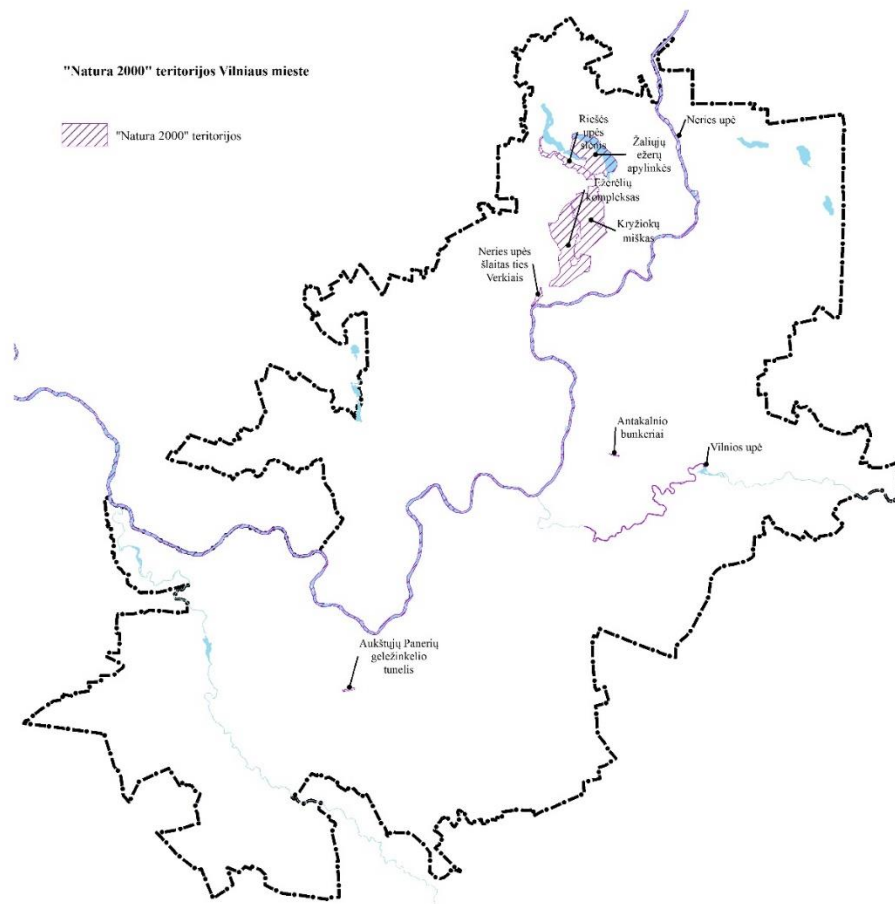 "Natura 2000" teritorijos Vilniaus mieste
"Natura 2000" teritorijos
Riešės
upės
slėnis
Neries upė
Žaliųjų
ežerų
apylinkės
Ežerėlių
kompleksas
Kryžiokų
miškas
Neries upės
šlaitas ties
Verkiais
Antakalnio
bunkeriai
Vilnios upė
Aukštųjų Panerių
geležinkelio
tunelis